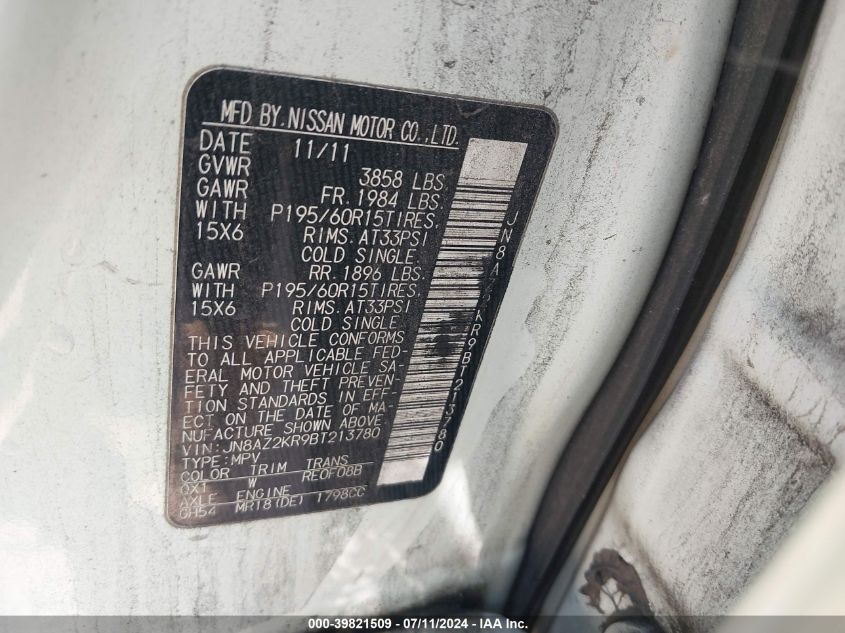 MFD BY.NISSAN MOTOR CO.,LTD.
DATE 11/11
GVWR 3858 LBS.
GAWR FR.1984 LBS.
WITH P195/60R15TIRES,
15X6 RIMS.AT33PSI
COLD SINGLE.
GAWR RR.1896 LBS.
WITH P195/60R15TIRES,
15X6 RIMS.AT33PSI
COLD SINGLE
THIS VEHICLE CONFORMS
TO ALL APPLICABLE FED-
ERAL MOTOR VEHICLE SA-
FETY AND THEFT PREVEN-
TION STANDARDS IN EFF-
ECT ON THE DATE OF MA-
NUFACTURE SHOWN ABOVE.
VIN:JN8AZ2KR9BT213780
TYPE:MPV
COLOR TRIM TRANS
QX1 W RE0F08B
AXLE ENGINE
GH54 MR18(DE) 1798CC
JN8AZ2KR9BT213780
000-39821509 - 07/11/2024 - IAA Inc.